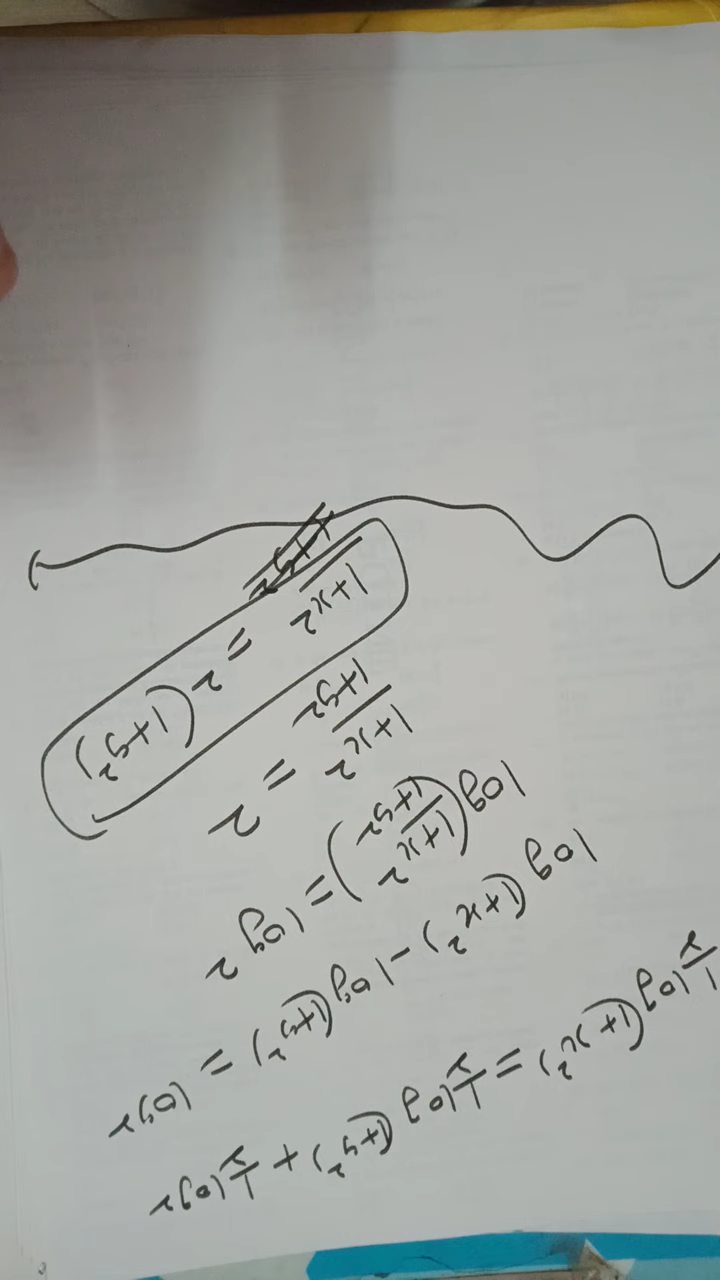 1/2 log(1+x²) = 1/2 log(1+y²) + 1/2 log 2
log(1+x²) - log(1+y²) = log 2
log((1+x²)/(1+y²)) = log 2
(1+x²)/(1+y²) = 2
1+x² = 2(1+y²)